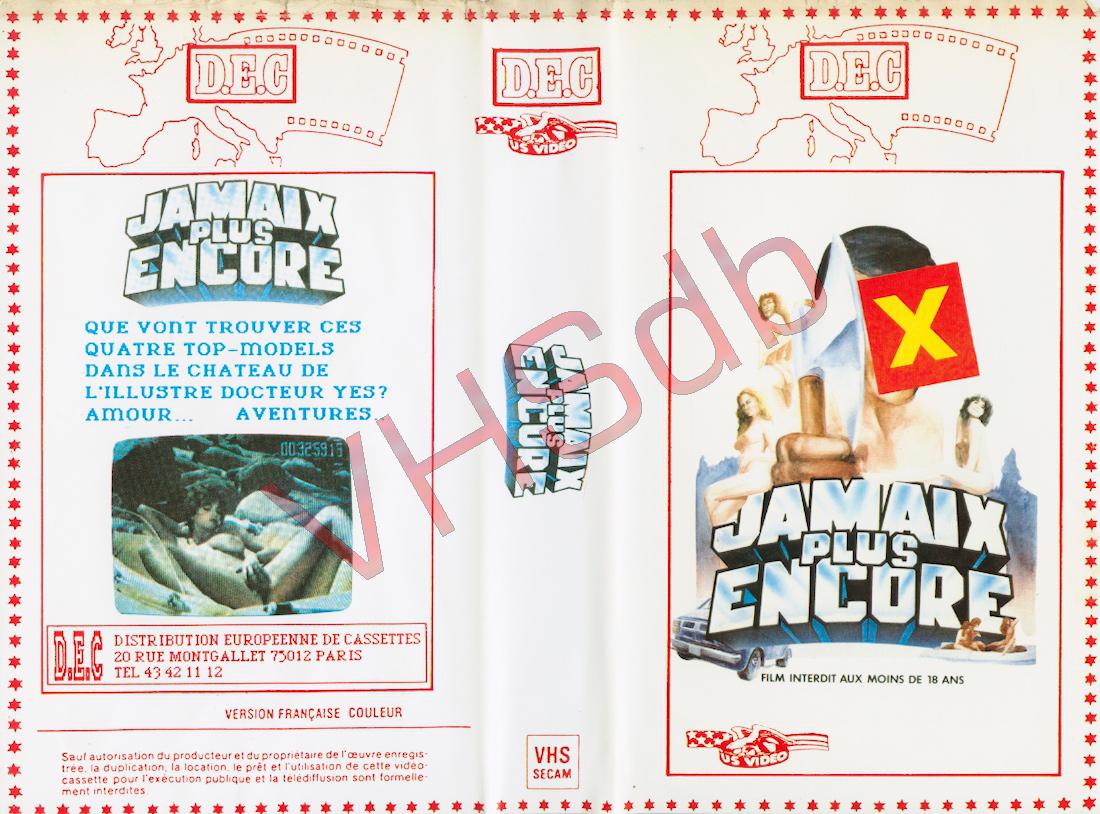 D.E.C
JAMAIX
PLUS
ENCORE
QUE VONT TROUVER CES
QUATRE TOP-MODELS
DANS LE CHATEAU DE
L'ILLUSTRE DOCTEUR YES?
AMOUR... AVENTURES...
D.E.C
DISTRIBUTION EUROPEENNE DE CASSETTES
20 RUE MONTGALLET 75012 PARIS
TEL 43 42 11 12
VERSION FRANÇAISE COULEUR
Sauf autorisation du producteur et du propriétaire de l'œuvre enregis-
trée, la duplication, la location, le prêt et l'utilisation de cette vidéo-
cassette pour l'exécution publique et la télédiffusion sont formelle-
ment interdites.
D.E.C
US VIDEO
JAMAIX
PLUS
ENCORE
VHS
SECAM
D.E.C
X
JAMAIX
PLUS
ENCORE
FILM INTERDIT AUX MOINS DE 18 ANS
US VIDEO
VHSdb